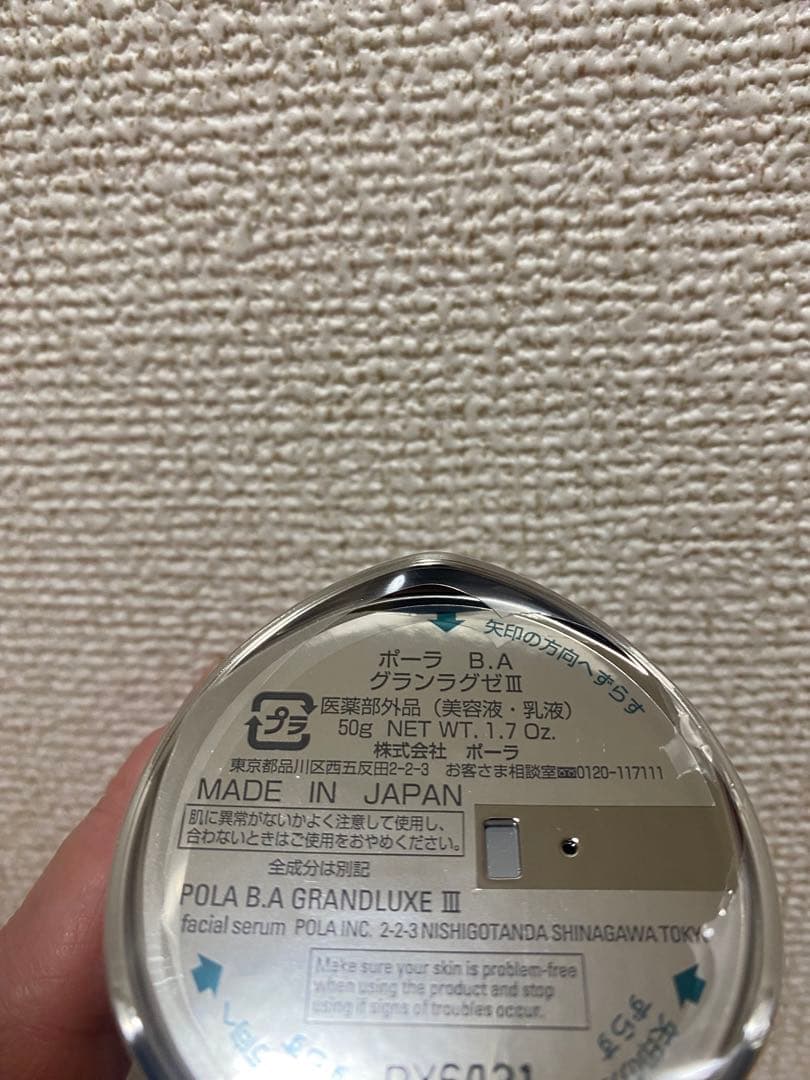 矢印の方向へずらす
ポーラ B.A
グランラグゼⅢ
プラ
医薬部外品（美容液・乳液）
50g NET WT. 1.7 Oz.
株式会社 ポーラ
東京都品川区西五反田2-2-3 お客さま相談室0120-117111
MADE IN JAPAN
肌に異常がないかよく注意して使用し、
合わないときはご使用をおやめください。
全成分は別記
POLA B.A GRANDLUXE Ⅲ
facial serum POLA INC. 2-2-3 NISHIGOTANDA SHINAGAWA TOKYO
Make sure your skin is problem-free
when using the product and stop
using if signs of troubles occur.